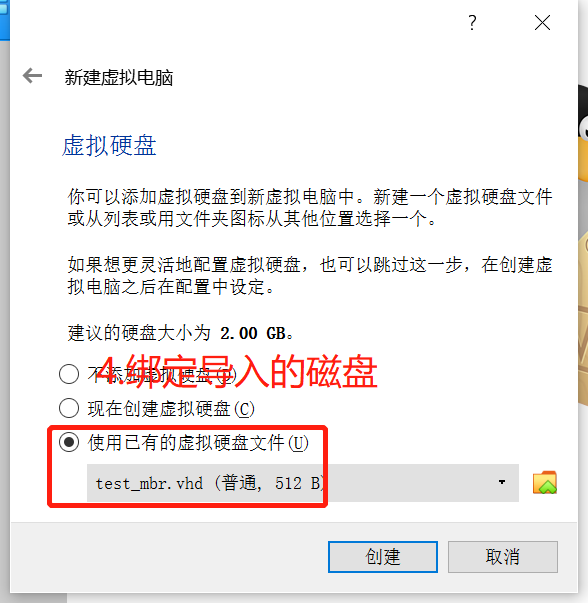 ?
新建虚拟电脑
虚拟硬盘
你可以添加虚拟硬盘到新虚拟电脑中。新建一个虚拟硬盘文件
或从列表或用文件夹图标从其他位置选择一个。
如果想更灵活地配置虚拟硬盘，也可以跳过这一步，在创建虚
拟电脑之后在配置中设定。
建议的硬盘大小为 2.00 GB。
4.绑定导入的磁盘
不添加虚拟硬盘(D)
现在创建虚拟硬盘(C)
使用已有的虚拟硬盘文件(U)
test_mbr.vhd (普通, 512 B)
创建
取消